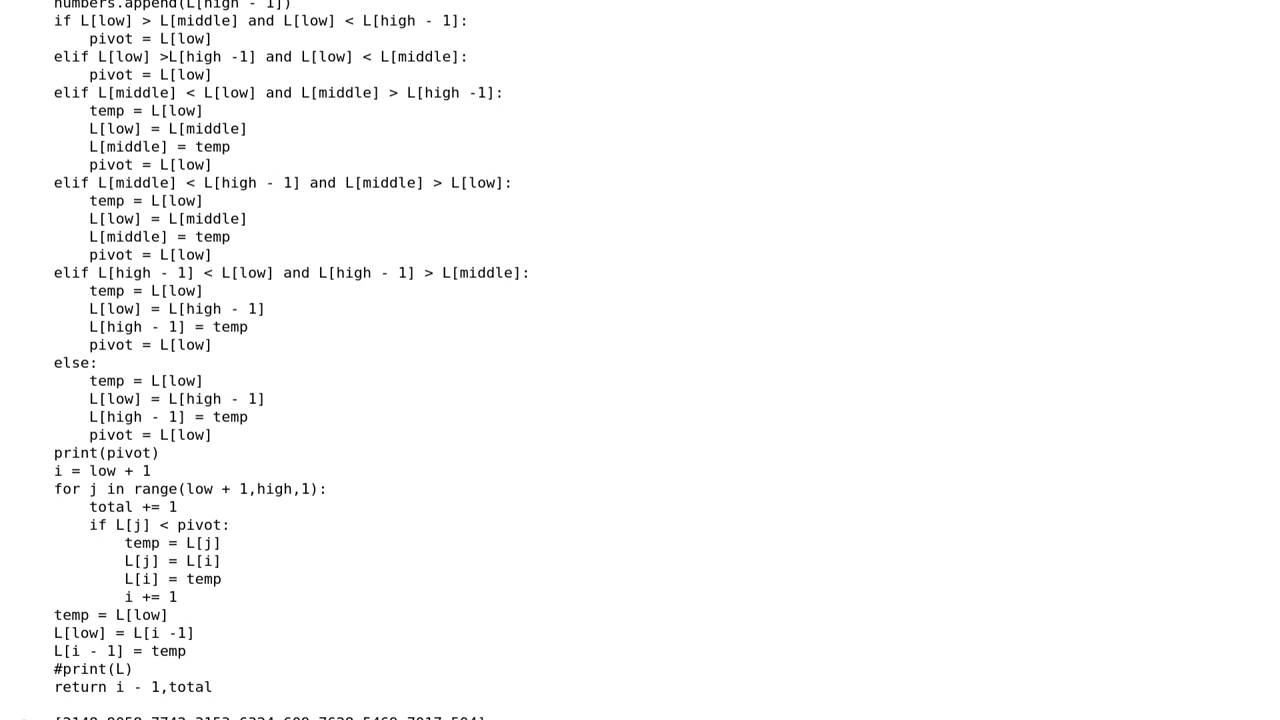 numbers.append(L[high - 1])
if L[low] > L[middle] and L[low] < L[high - 1]:
    pivot = L[low]
elif L[low] >L[high -1] and L[low] < L[middle]:
    pivot = L[low]
elif L[middle] < L[low] and L[middle] > L[high -1]:
    temp = L[low]
    L[low] = L[middle]
    L[middle] = temp
    pivot = L[low]
elif L[middle] < L[high - 1] and L[middle] > L[low]:
    temp = L[low]
    L[low] = L[middle]
    L[middle] = temp
    pivot = L[low]
elif L[high - 1] < L[low] and L[high - 1] > L[middle]:
    temp = L[low]
    L[low] = L[high - 1]
    L[high - 1] = temp
    pivot = L[low]
else:
    temp = L[low]
    L[low] = L[high - 1]
    L[high - 1] = temp
    pivot = L[low]
print(pivot)
i = low + 1
for j in range(low + 1,high,1):
    total += 1
    if L[j] < pivot:
        temp = L[j]
        L[j] = L[i]
        L[i] = temp
        i += 1
temp = L[low]
L[low] = L[i -1]
L[i - 1] = temp
#print(L)
return i - 1,total